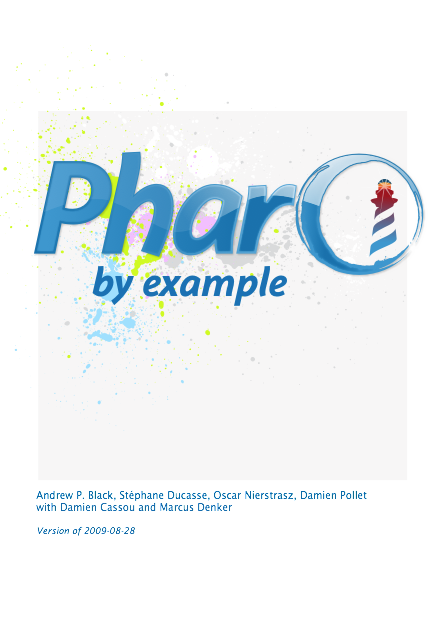 Pharo
by example
Andrew P. Black, Stéphane Ducasse, Oscar Nierstrasz, Damien Pollet
with Damien Cassou and Marcus Denker
Version of 2009-08-28